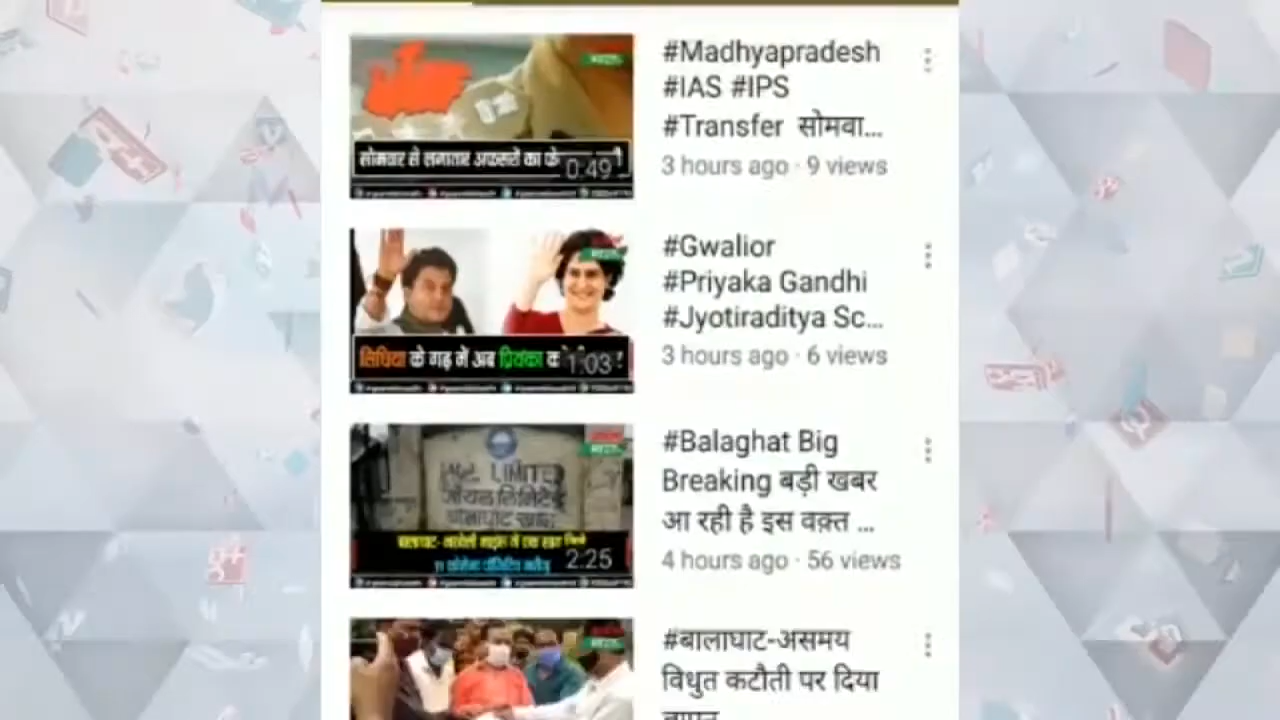 #Madhyapradesh
#IAS #IPS
#Transfer सोमवा...
3 hours ago · 9 views
सोमवार से लगातार अफसरों का फे
0:49
#Gwalior
#Priyaka Gandhi
#Jyotiraditya Sc...
3 hours ago · 6 views
सिंधिया के गढ़ में अब प्रियंका क
1:03
#Balaghat Big
Breaking बड़ी खबर
आ रही है इस वक़्त ...
4 hours ago · 56 views
LIMITED
लिमिटेड
2:25
#बालाघाट-असमय
विधुत कटौती पर दिया